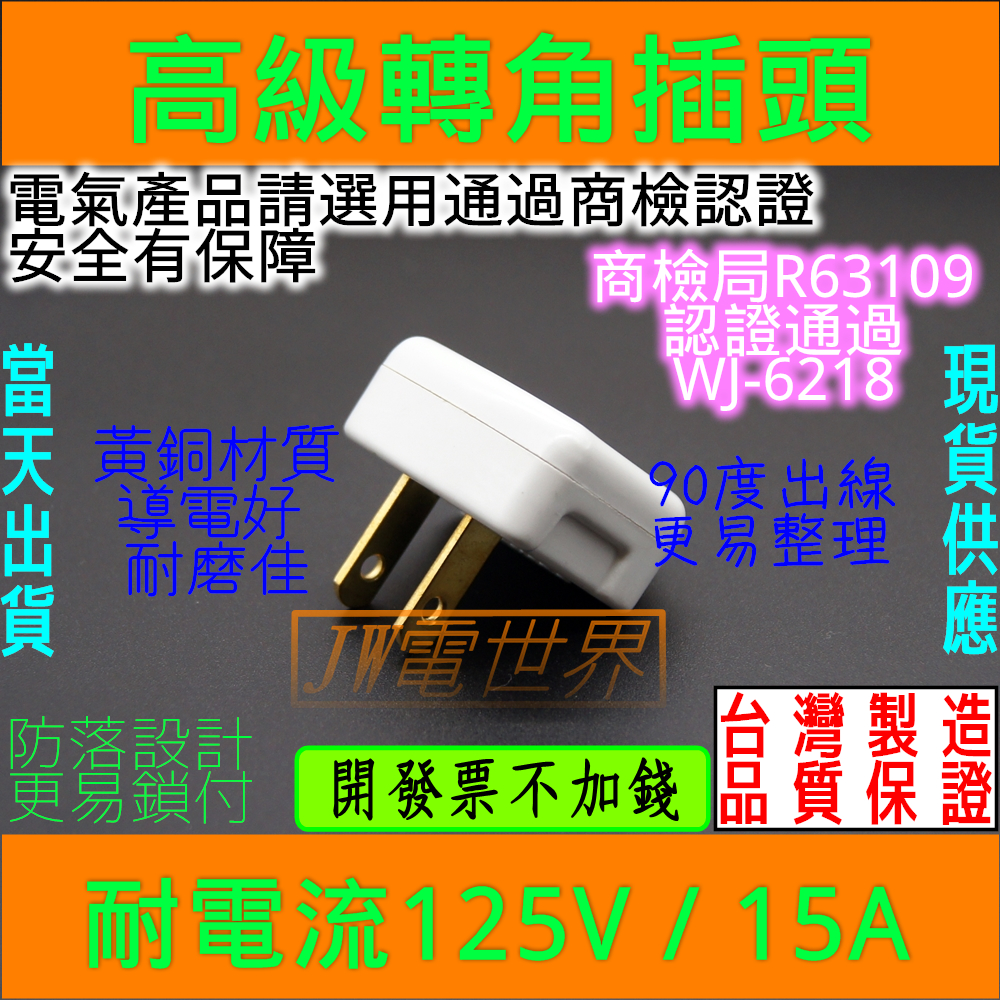 高級轉角插頭
電氣產品請選用通過商檢認證
安全有保障
商檢局R63109
認證通過
WJ-6218
當天出貨
現貨供應
黃銅材質
導電好
耐磨佳
90度出線
更易整理
JW電世界
防落設計
更易鎖付
開發票不加錢
台灣製造
品質保證
耐電流125V / 15A